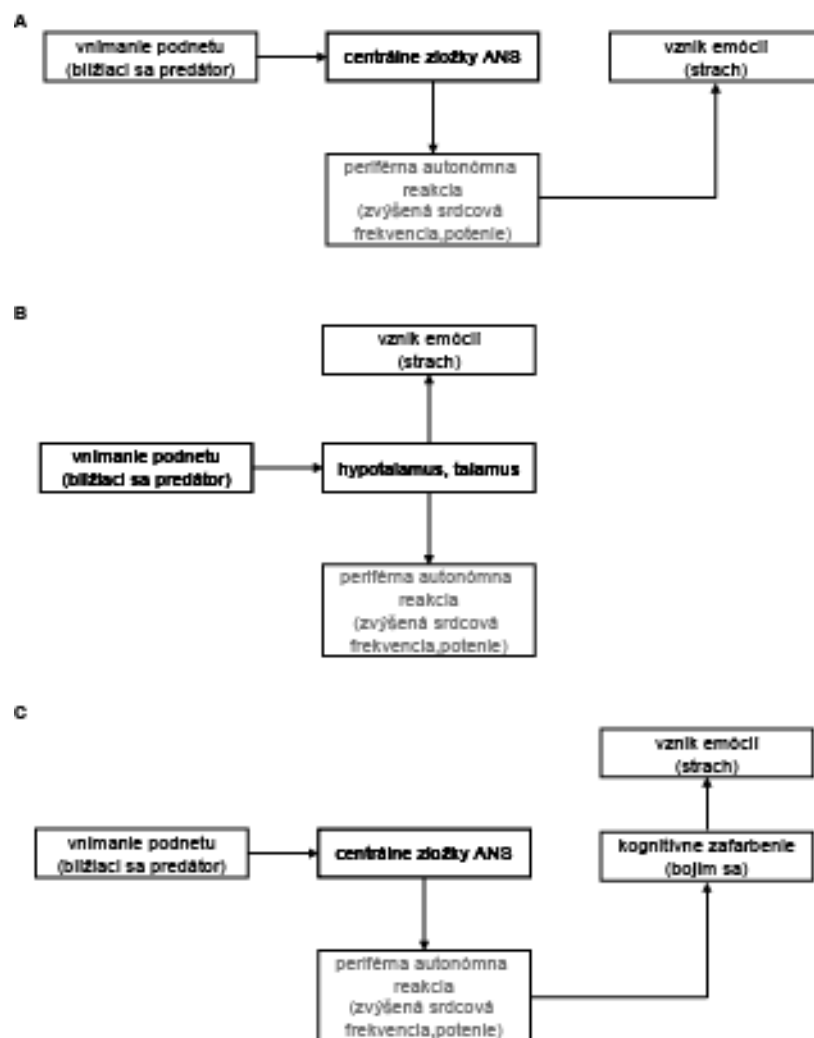 A
vnímanie podnetu
(blížiaci sa predátor)
centrálne zložky ANS
vznik emócií
(strach)
periférna autonómna
reakcia
(zvýšená srdcová
frekvencia,potenie)
B
vznik emócií
(strach)
vnímanie podnetu
(blížiaci sa predátor)
hypotalamus, talamus
periférna autonómna
reakcia
(zvýšená srdcová
frekvencia,potenie)
C
vznik emócií
(strach)
vnímanie podnetu
(blížiaci sa predátor)
centrálne zložky ANS
kognitívne zafarbenie
(bojím sa)
periférna autonómna
reakcia
(zvýšená srdcová
frekvencia,potenie)